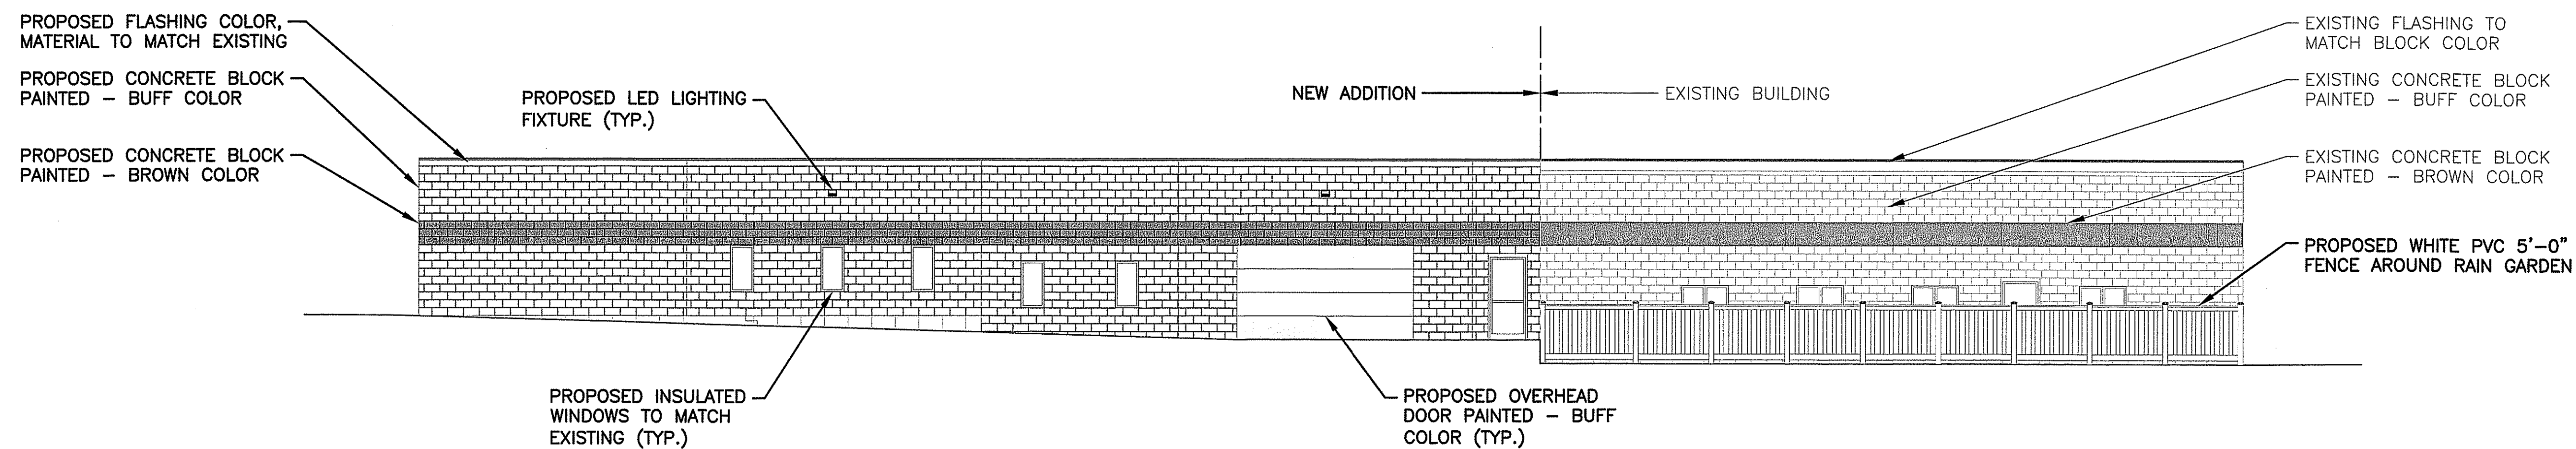 PROPOSED FLASHING COLOR,
MATERIAL TO MATCH EXISTING
PROPOSED CONCRETE BLOCK
PAINTED – BUFF COLOR
PROPOSED CONCRETE BLOCK
PAINTED – BROWN COLOR
PROPOSED LED LIGHTING
FIXTURE (TYP.)
NEW ADDITION
EXISTING BUILDING
EXISTING FLASHING TO
MATCH BLOCK COLOR
EXISTING CONCRETE BLOCK
PAINTED – BUFF COLOR
EXISTING CONCRETE BLOCK
PAINTED – BROWN COLOR
PROPOSED WHITE PVC 5'–0"
FENCE AROUND RAIN GARDEN
PROPOSED INSULATED
WINDOWS TO MATCH
EXISTING (TYP.)
PROPOSED OVERHEAD
DOOR PAINTED – BUFF
COLOR (TYP.)